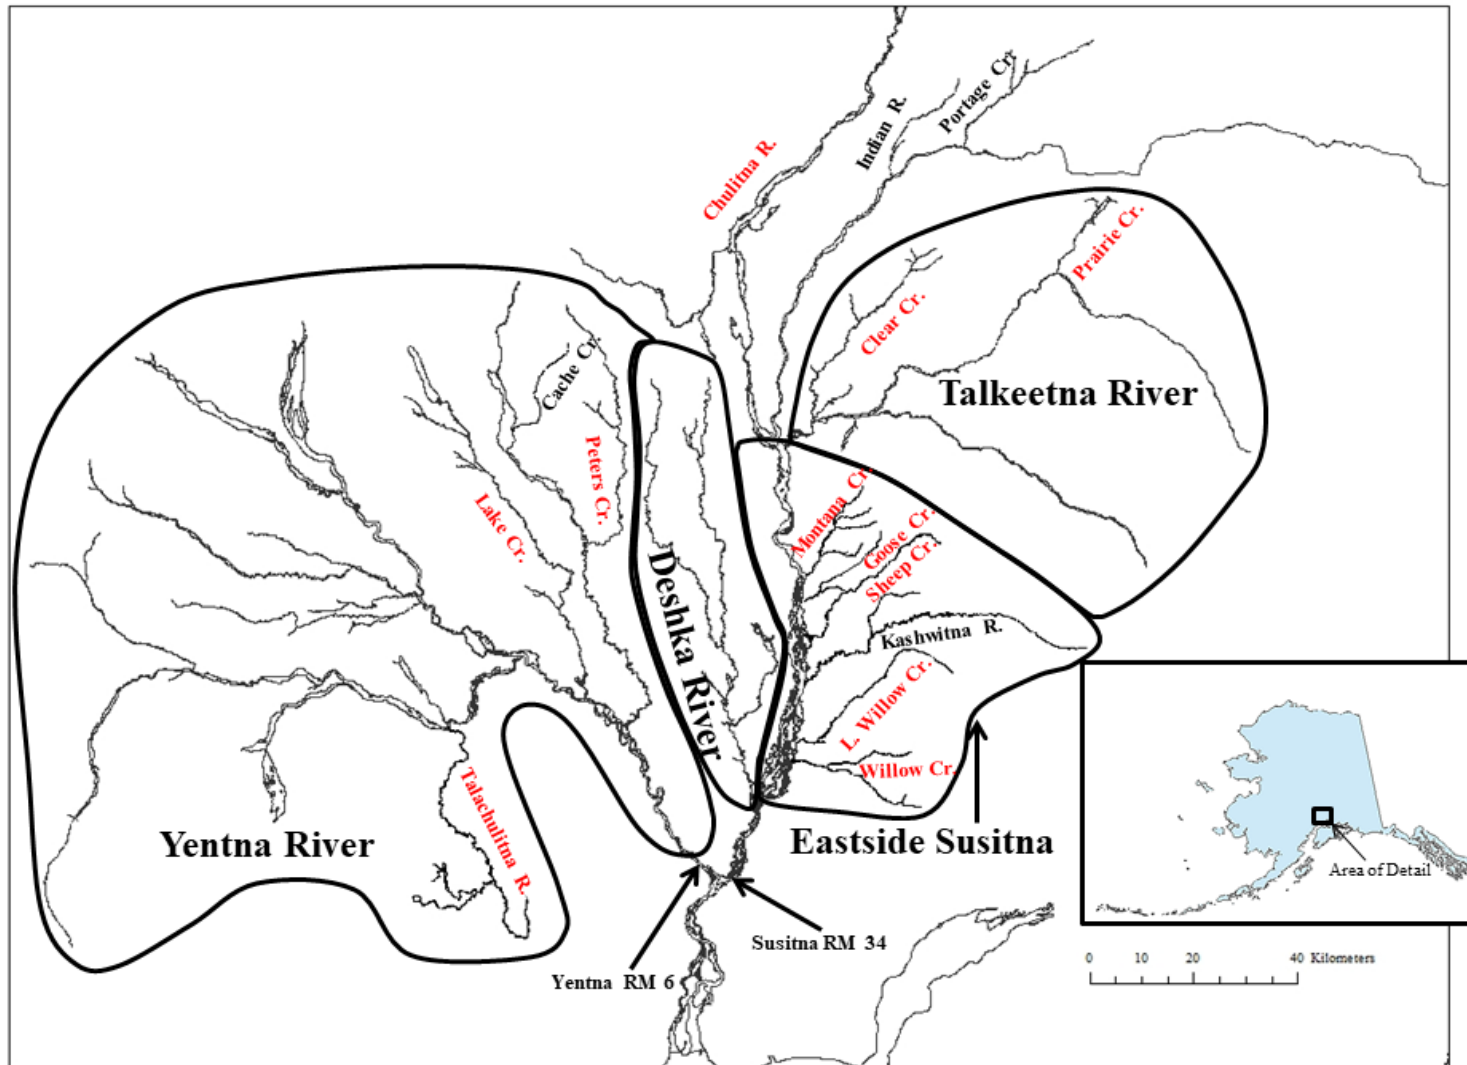 Portage Cr.
Indian R.
Chulitna R.
Prairie Cr.
Clear Cr.
Talkeetna River
Cache Cr.
Peters Cr.
Lake Cr.
Montana Cr.
Goose Cr.
Sheep Cr.
Deshka River
Kashwitna R.
L. Willow Cr.
Willow Cr.
Talachulitna R.
Yentna River
Eastside Susitna
Area of Detail
Susitna RM 34
Yentna RM 6
0 10 20 40 Kilometers